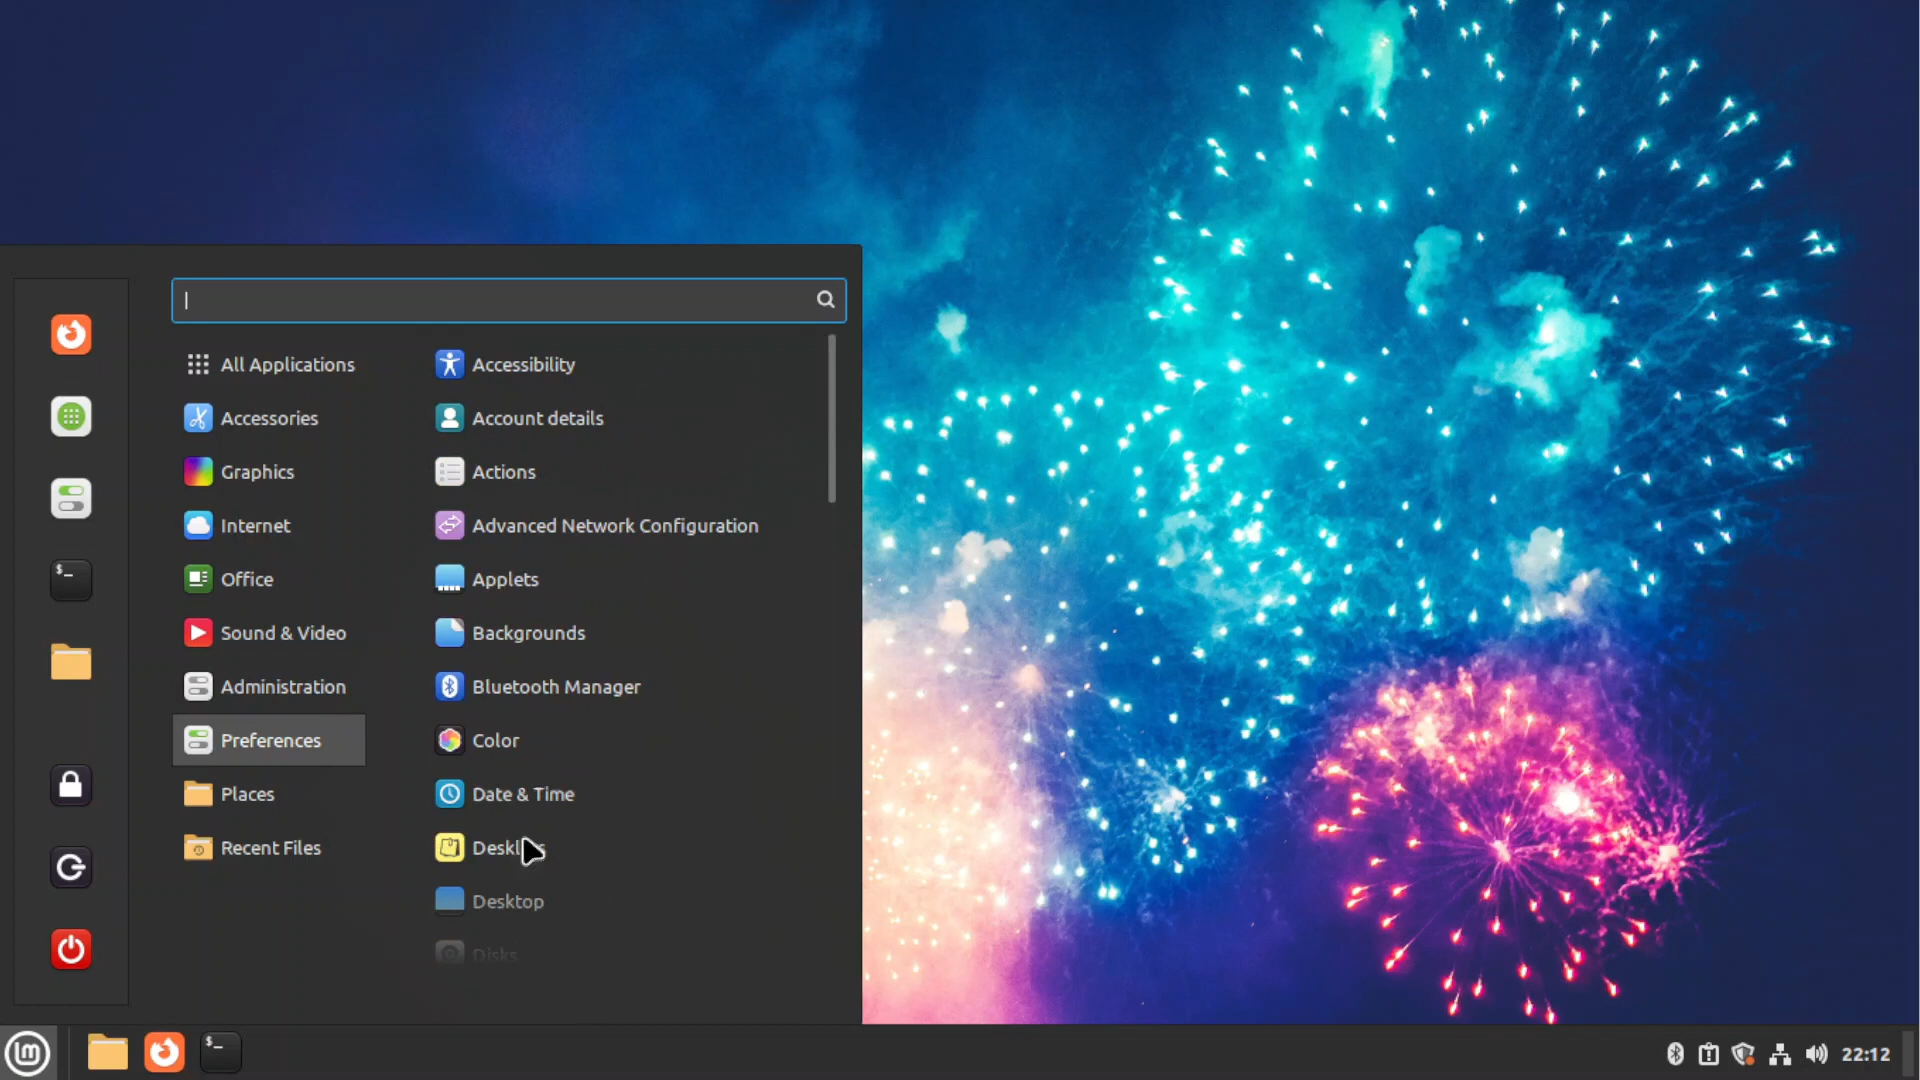 All Applications
Accessories
Graphics
Internet
Office
Sound & Video
Administration
Preferences
Places
Recent Files
Accessibility
Account details
Actions
Advanced Network Configuration
Applets
Backgrounds
Bluetooth Manager
Color
Date & Time
Desktop
Disks
$_
$_
22:12